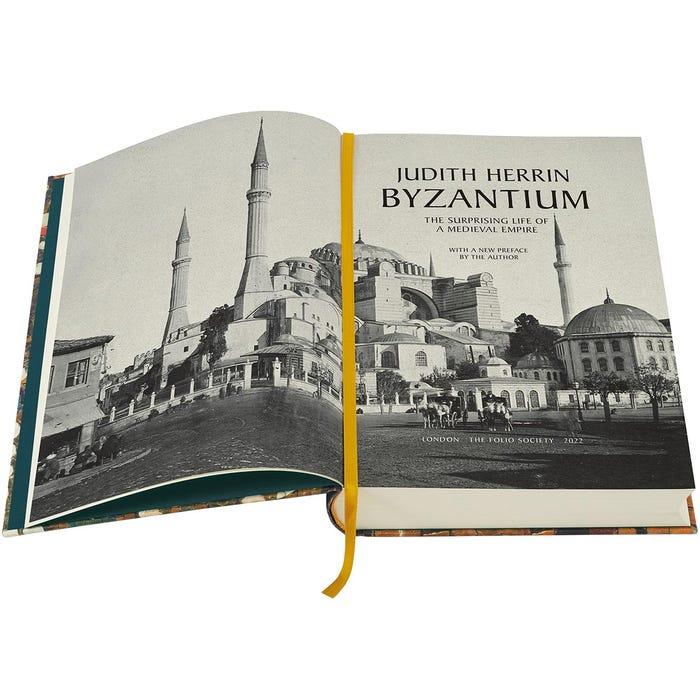 JUDITH HERRIN
BYZANTIUM
THE SURPRISING LIFE OF
A MEDIEVAL EMPIRE
WITH A NEW PREFACE
BY THE AUTHOR
LONDON THE FOLIO SOCIETY 2022